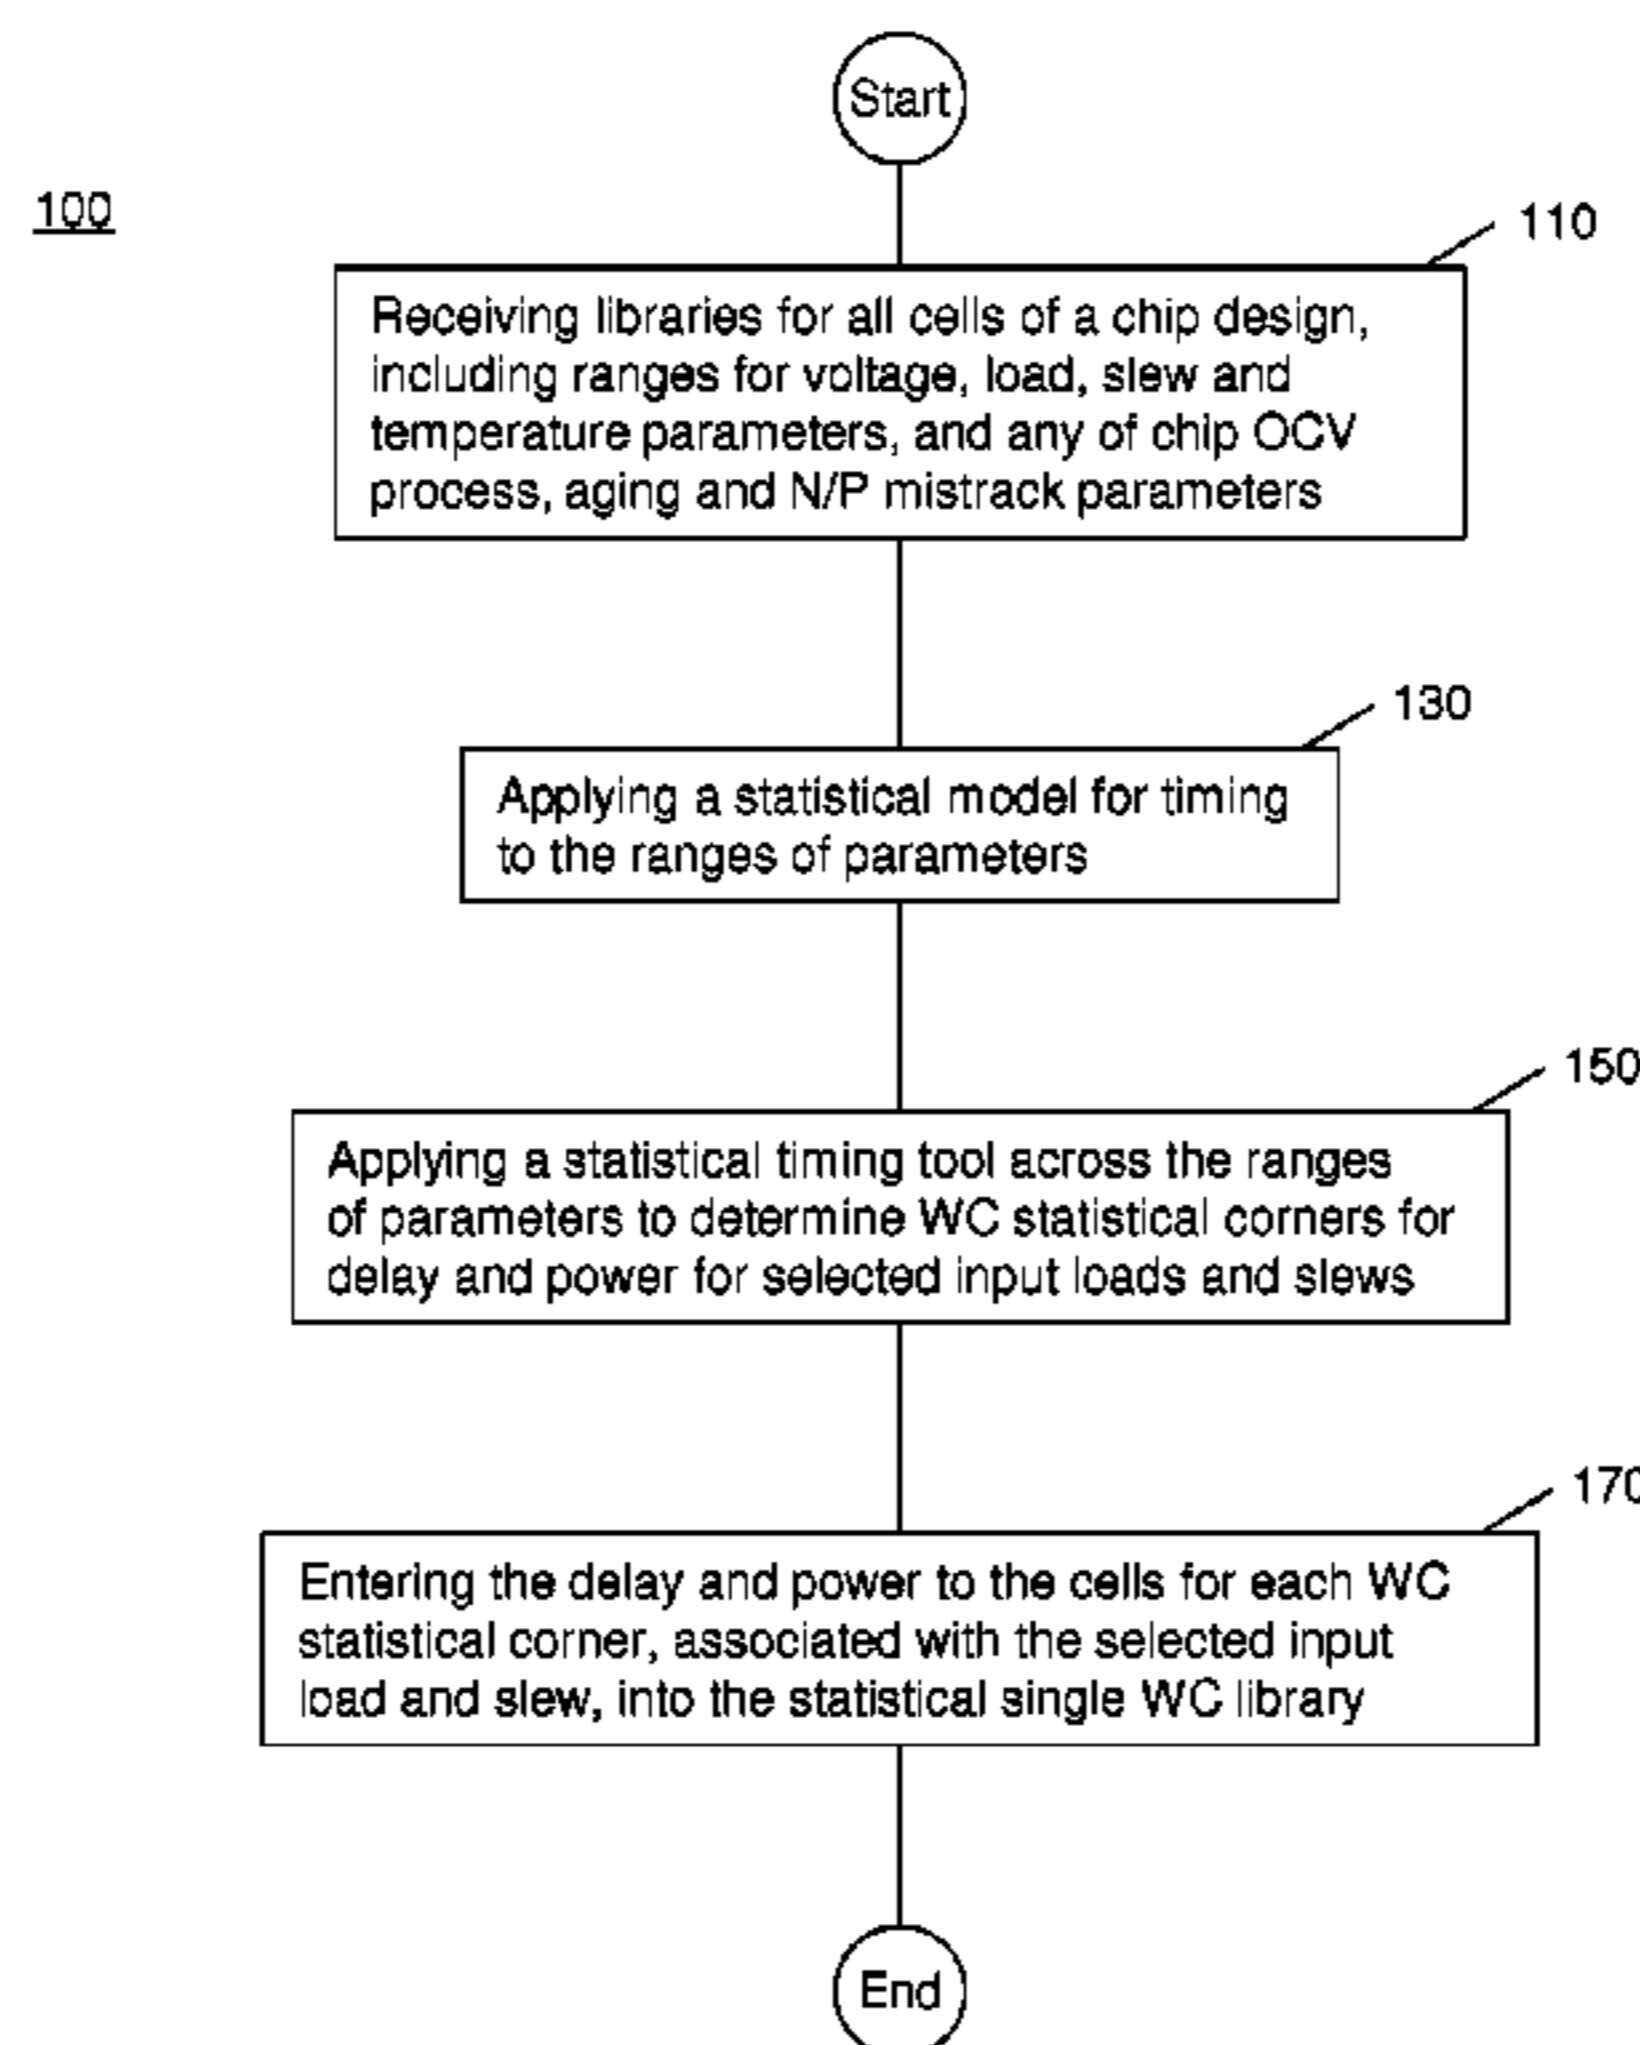 Start
100
110
Receiving libraries for all cells of a chip design,
including ranges for voltage, load, slew and
temperature parameters, and any of chip OCV
process, aging and N/P mistrack parameters
130
Applying a statistical model for timing
to the ranges of parameters
150
Applying a statistical timing tool across the ranges
of parameters to determine WC statistical corners for
delay and power for selected input loads and slews
170
Entering the delay and power to the cells for each WC
statistical corner, associated with the selected input
load and slew, into the statistical single WC library
End